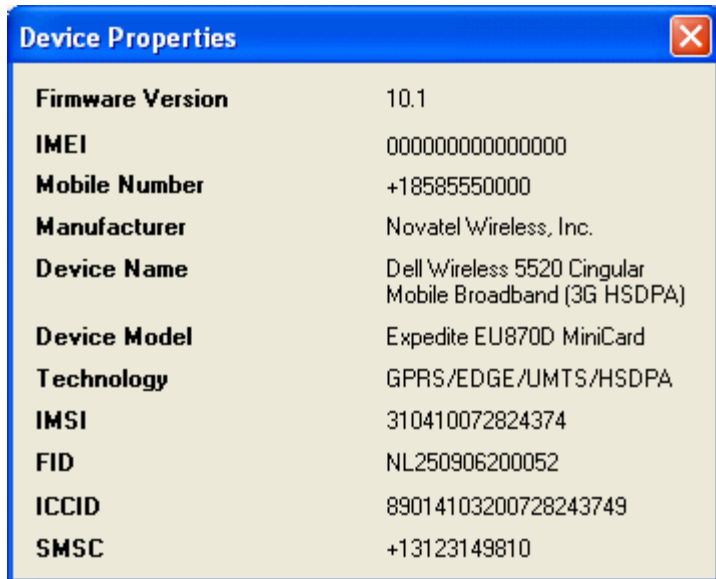 Device Properties
Firmware Version 10.1
IMEI 000000000000000
Mobile Number +18585550000
Manufacturer Novatel Wireless, Inc.
Device Name Dell Wireless 5520 Cingular
Mobile Broadband (3G HSDPA)
Device Model Expedite EU870D MiniCard
Technology GPRS/EDGE/UMTS/HSDPA
IMSI 310410072824374
FID NL250906200052
ICCID 89014103200728243749
SMSC +13123149810